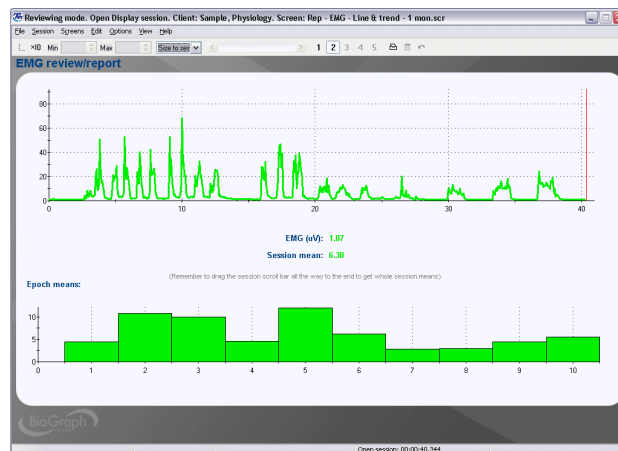 Reviewing mode. Open Display session. Client: Sample, Physiology. Screen: Rep - EMG - Line & trend - 1 mon.scr
File Session Screens Edit Options View Help
×10 Min Max Size to ses 1 2 3 4 5
EMG review/report
80
60
40
20
0
0 10 20 30 40
EMG (uV): 1.07
Session mean: 6.30
(Remember to drag the session scroll bar all the way to the end to get whole session means)
Epoch means:
10
5
0
0 1 2 3 4 5 6 7 8 9 10
BioGraph
Open session: 00:00:40.344